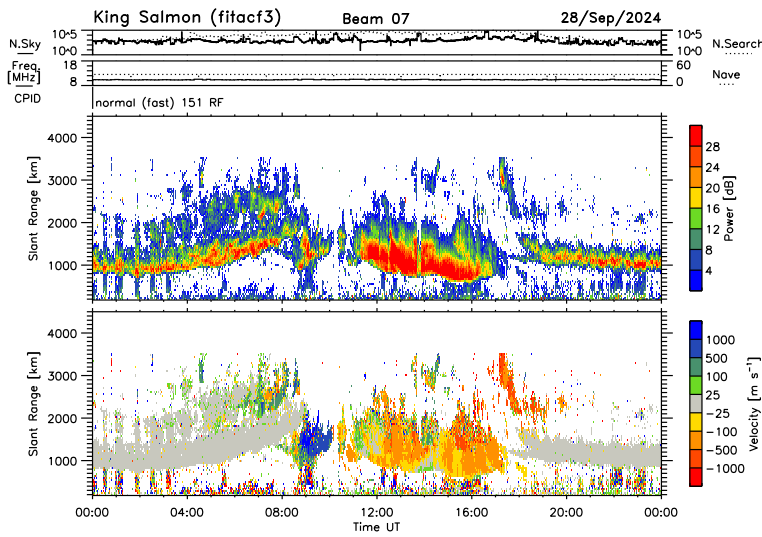 King Salmon (fitacf3) Beam 07 28/Sep/2024
N.Sky 10^5 10^0 10^5 10^0 N.Search
Freq. [MHz] 18 8 60 0 Nave
CPID normal (fast) 151 RF
Slant Range [km]
4000
3000
2000
1000
Power [dB]
28
24
20
16
12
8
4
Slant Range [km]
4000
3000
2000
1000
Velocity [m s⁻¹]
1000
500
100
25
-25
-100
-500
-1000
00:00 04:00 08:00 12:00 16:00 20:00 00:00
Time UT